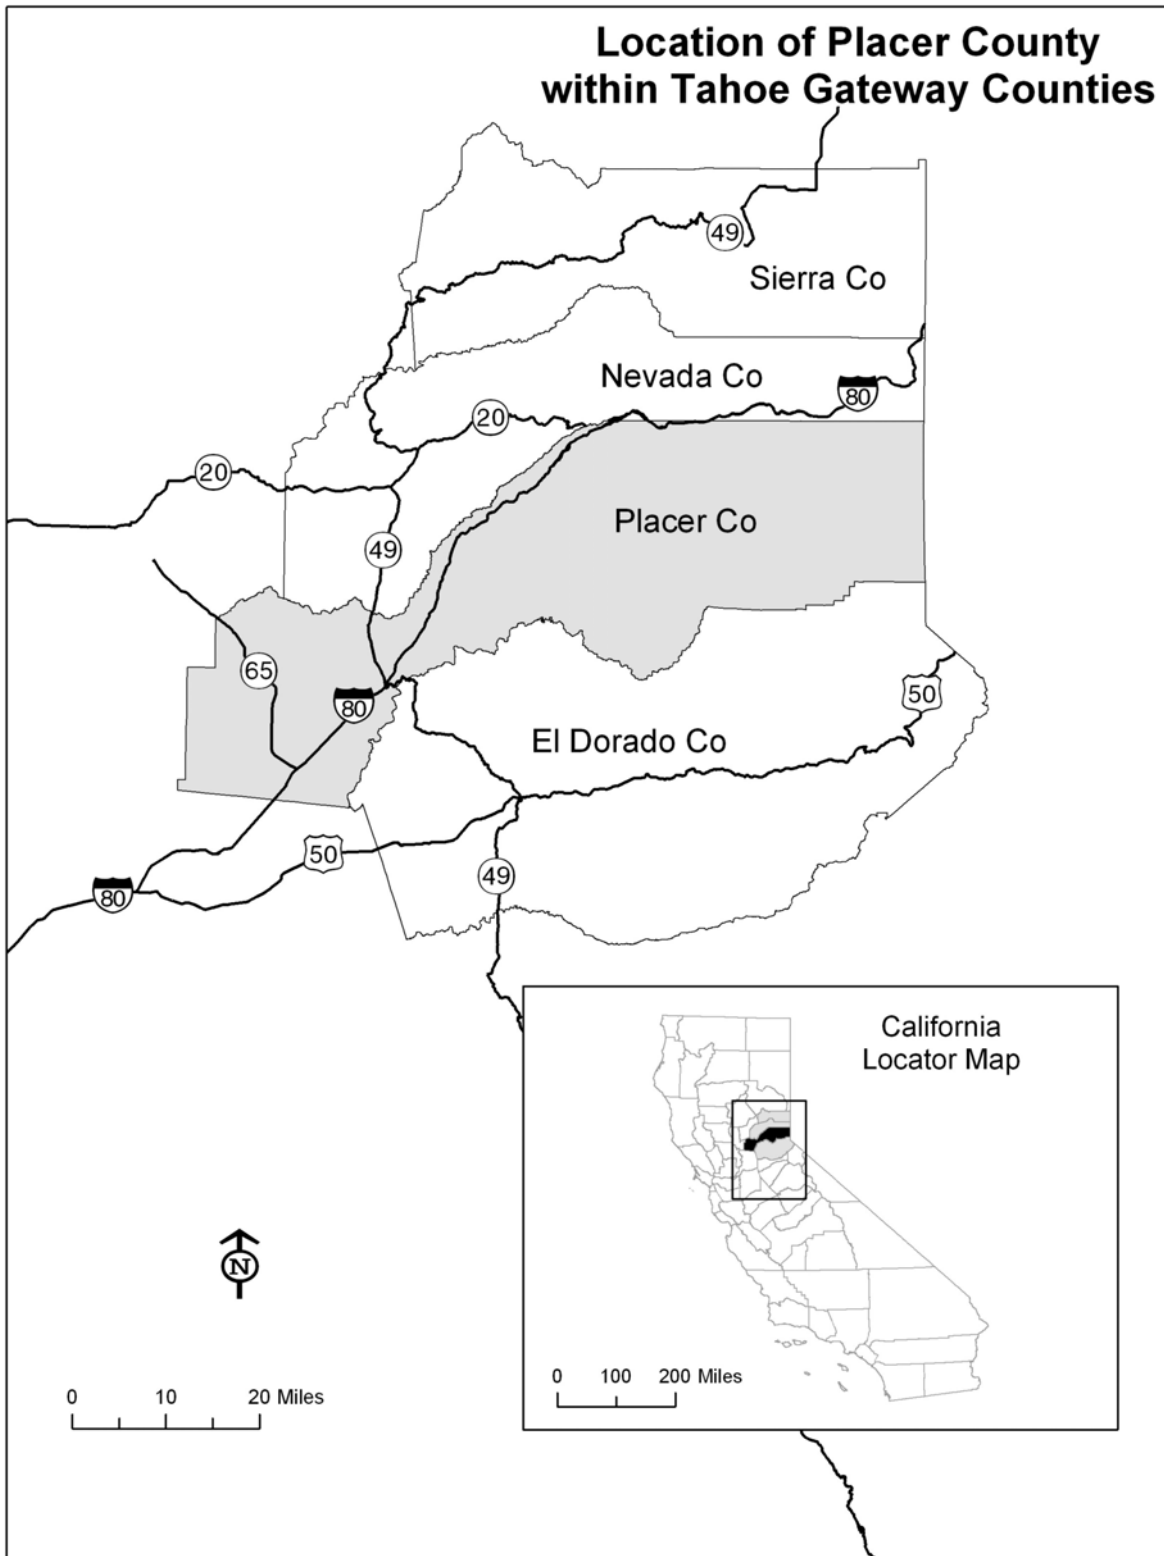 Location of Placer County
within Tahoe Gateway Counties
49
Sierra Co
Nevada Co
80
20
20
Placer Co
49
65
80
50
El Dorado Co
50
49
80
California
Locator Map
N
0 100 200 Miles
0 10 20 Miles